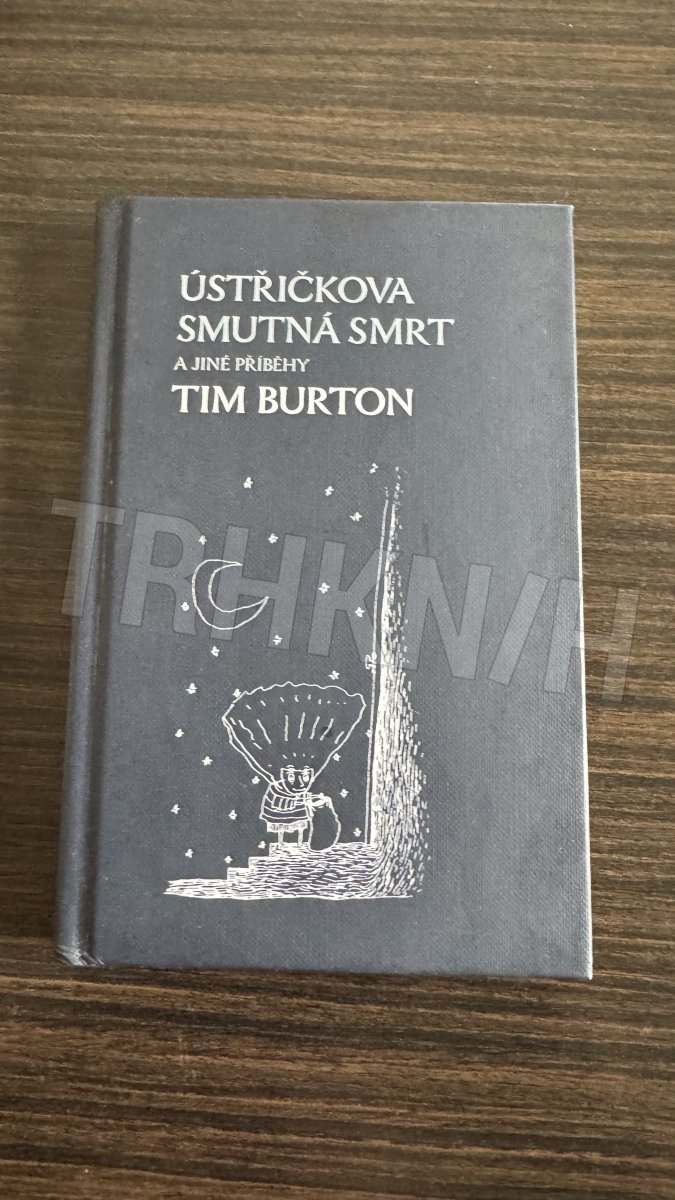 ÚSTŘIČKOVA
SMUTNÁ SMRT
A JINÉ PŘÍBĚHY
TIM BURTON
TRHKNIH